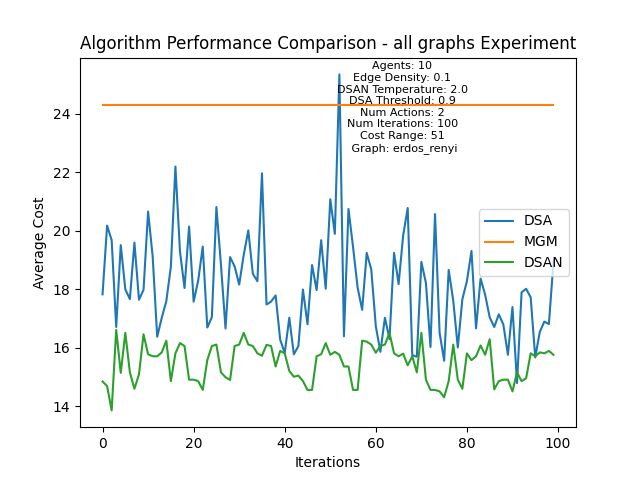 Algorithm Performance Comparison - all graphs Experiment
Agents: 10
Edge Density: 0.1
DSAN Temperature: 2.0
DSA Threshold: 0.9
Num Actions: 2
Num Iterations: 100
Cost Range: 51
Graph: erdos_renyi
24
22
20
18
16
14
Average Cost
DSA
MGM
DSAN
0 20 40 60 80 100
Iterations